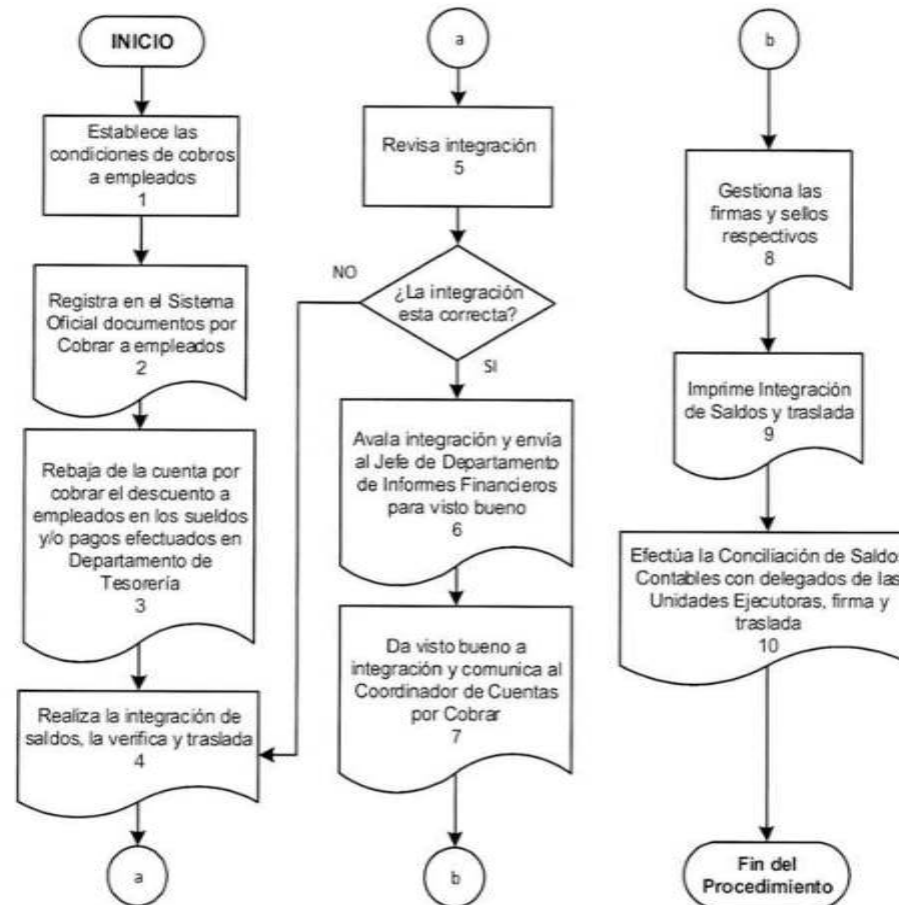 INICIO
Establece las
condiciones de cobros
a empleados
1
Registra en el Sistema
Oficial documentos por
Cobrar a empleados
2
Rebaja de la cuenta por
cobrar el descuento a
empleados en los sueldos
y/o pagos efectuados en
Departamento de
Tesorería
3
Realiza la integración de
saldos, la verifica y traslada
4
a
a
Revisa integración
5
¿La integración
esta correcta?
NO
SI
Avala integración y envía
al Jefe de Departamento
de Informes Financieros
para visto bueno
6
Da visto bueno a
integración y comunica al
Coordinador de Cuentas
por Cobrar
7
b
b
Gestiona las
firmas y sellos
respectivos
8
Imprime Integración
de Saldos y traslada
9
Efectúa la Conciliación de Saldo
Contables con delegados de las
Unidades Ejecutoras, firma y
traslada
10
Fin del
Procedimiento